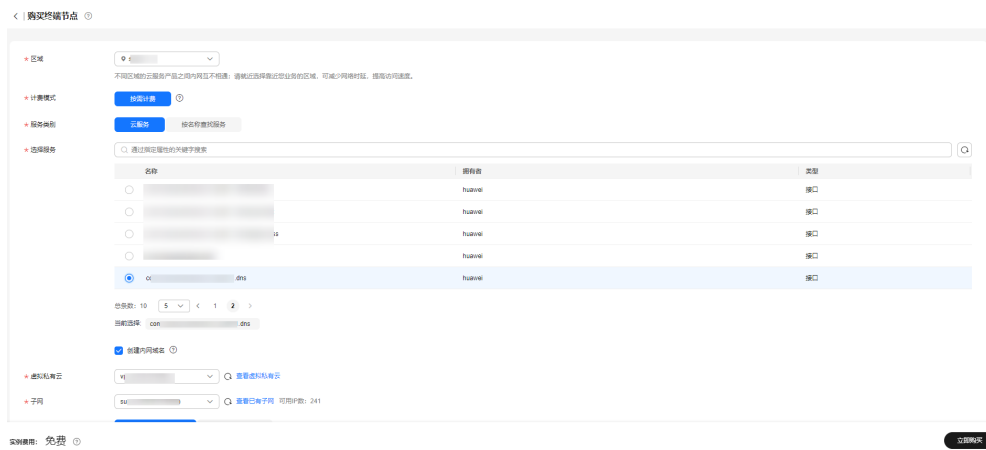 购买终端节点
* 区域
不同区域的云服务产品之间内网互不相通；请就近选择靠近您业务的区域，可减少网络时延，提高访问速度。
* 计费模式 按需计费
* 服务类别 云服务 按名称查找服务
* 选择服务 通过指定属性的关键字搜索
名称 拥有者 类型
huawei 接口
huawei 接口
ss huawei 接口
huawei 接口
.dns huawei 接口
总条数: 10 5 1 2
当前选择: con .dns
创建内网域名
* 虚拟私有云 查看虚拟私有云
* 子网 su 查看已有子网 可用IP数: 241
实例费用: 免费 立即购买